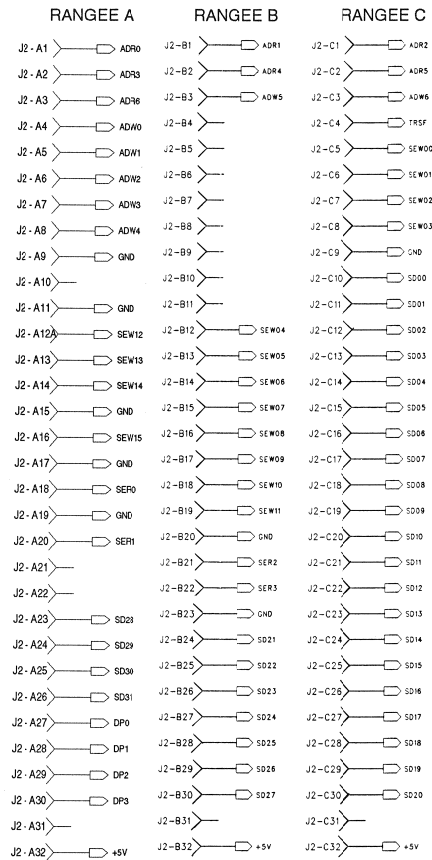 RANGEE A RANGEE B RANGEE C
J2-A1 ADR0 J2-B1 ADR1 J2-C1 ADR2
J2-A2 ADR3 J2-B2 ADR4 J2-C2 ADR5
J2-A3 ADR6 J2-B3 ADW5 J2-C3 ADW6
J2-A4 ADW0 J2-B4 J2-C4 TRSF
J2-A5 ADW1 J2-B5 J2-C5 SEW00
J2-A6 ADW2 J2-B6 J2-C6 SEW01
J2-A7 ADW3 J2-B7 J2-C7 SEW02
J2-A8 ADW4 J2-B8 J2-C8 SEW03
J2-A9 GND J2-B9 J2-C9 GND
J2-A10 J2-B10 J2-C10 SD00
J2-A11 GND J2-B11 J2-C11 SD01
J2-A12A SEW12 J2-B12 SEW04 J2-C12 SD02
J2-A13 SEW13 J2-B13 SEW05 J2-C13 SD03
J2-A14 SEW14 J2-B14 SEW06 J2-C14 SD04
J2-A15 GND J2-B15 SEW07 J2-C15 SD05
J2-A16 SEW15 J2-B16 SEW08 J2-C16 SD06
J2-A17 GND J2-B17 SEW09 J2-C17 SD07
J2-A18 SER0 J2-B18 SEW10 J2-C18 SD08
J2-A19 GND J2-B19 SEW11 J2-C19 SD09
J2-A20 SER1 J2-B20 GND J2-C20 SD10
J2-A21 J2-B21 SER2 J2-C21 SD11
J2-A22 J2-B22 SER3 J2-C22 SD12
J2-A23 SD28 J2-B23 GND J2-C23 SD13
J2-A24 SD29 J2-B24 SD21 J2-C24 SD14
J2-A25 SD30 J2-B25 SD22 J2-C25 SD15
J2-A26 SD31 J2-B26 SD23 J2-C26 SD16
J2-A27 DP0 J2-B27 SD24 J2-C27 SD17
J2-A28 DP1 J2-B28 SD25 J2-C28 SD18
J2-A29 DP2 J2-B29 SD26 J2-C29 SD19
J2-A30 DP3 J2-B30 SD27 J2-C30 SD20
J2-A31 J2-B31 J2-C31
J2-A32 +5V J2-B32 +5V J2-C32 +5V